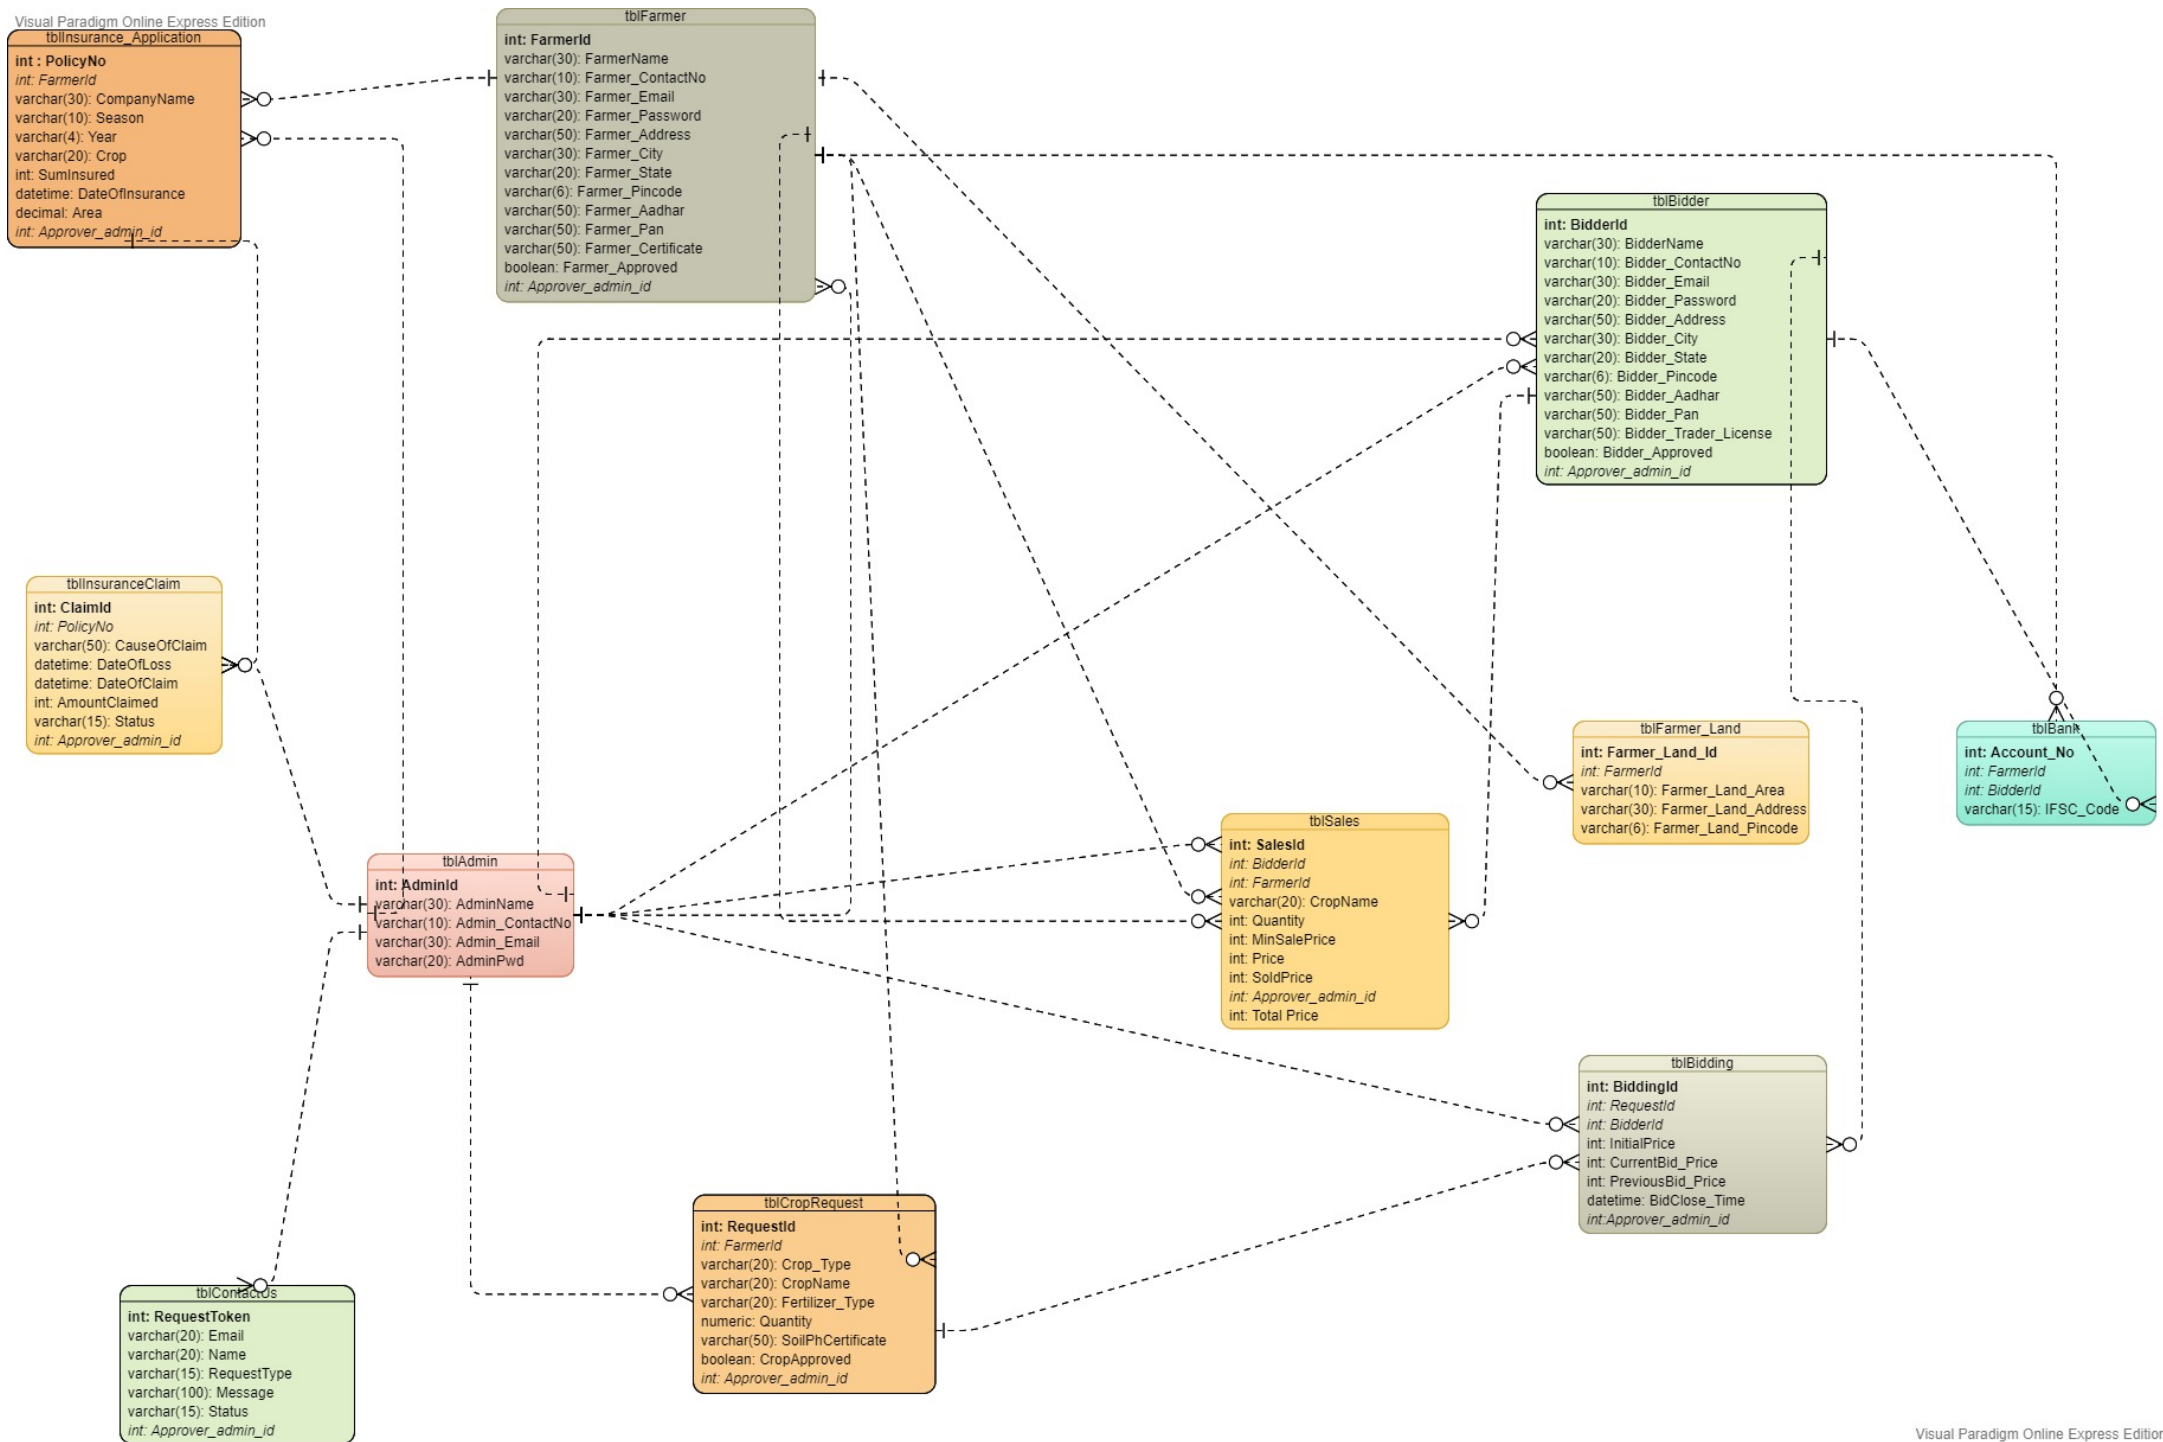 Visual Paradigm Online Express Edition
tblInsurance_Application
int : PolicyNo
int: FarmerId
varchar(30): CompanyName
varchar(10): Season
varchar(4): Year
varchar(20): Crop
int: SumInsured
datetime: DateOfInsurance
decimal: Area
int: Approver_admin_id
tblFarmer
int: FarmerId
varchar(30): FarmerName
varchar(10): Farmer_ContactNo
varchar(30): Farmer_Email
varchar(20): Farmer_Password
varchar(50): Farmer_Address
varchar(30): Farmer_City
varchar(20): Farmer_State
varchar(6): Farmer_Pincode
varchar(50): Farmer_Aadhar
varchar(50): Farmer_Pan
varchar(50): Farmer_Certificate
boolean: Farmer_Approved
int: Approver_admin_id
tblBidder
int: BidderId
varchar(30): BidderName
varchar(10): Bidder_ContactNo
varchar(30): Bidder_Email
varchar(20): Bidder_Password
varchar(50): Bidder_Address
varchar(30): Bidder_City
varchar(20): Bidder_State
varchar(6): Bidder_Pincode
varchar(50): Bidder_Aadhar
varchar(50): Bidder_Pan
varchar(50): Bidder_Trader_License
boolean: Bidder_Approved
int: Approver_admin_id
tblInsuranceClaim
int: ClaimId
int: PolicyNo
varchar(50): CauseOfClaim
datetime: DateOfLoss
datetime: DateOfClaim
int: AmountClaimed
varchar(15): Status
int: Approver_admin_id
tblFarmer_Land
int: Farmer_Land_Id
int: FarmerId
varchar(10): Farmer_Land_Area
varchar(30): Farmer_Land_Address
varchar(6): Farmer_Land_Pincode
tblBank
int: Account_No
int: FarmerId
int: BidderId
varchar(15): IFSC_Code
tblSales
int: SalesId
int: BidderId
int: FarmerId
varchar(20): CropName
int: Quantity
int: MinSalePrice
int: Price
int: SoldPrice
int: Approver_admin_id
int: Total Price
tblAdmin
int: AdminId
varchar(30): AdminName
varchar(10): Admin_ContactNo
varchar(30): Admin_Email
varchar(20): AdminPwd
tblBidding
int: BiddingId
int: RequestId
int: BidderId
int: InitialPrice
int: CurrentBid_Price
int: PreviousBid_Price
datetime: BidClose_Time
int:Approver_admin_id
tblCropRequest
int: RequestId
int: FarmerId
varchar(20): Crop_Type
varchar(20): CropName
varchar(20): Fertilizer_Type
numeric: Quantity
varchar(50): SoilPhCertificate
boolean: CropApproved
int: Approver_admin_id
tblContactUs
int: RequestToken
varchar(20): Email
varchar(20): Name
varchar(15): RequestType
varchar(100): Message
varchar(15): Status
int: Approver_admin_id
Visual Paradigm Online Express Edition